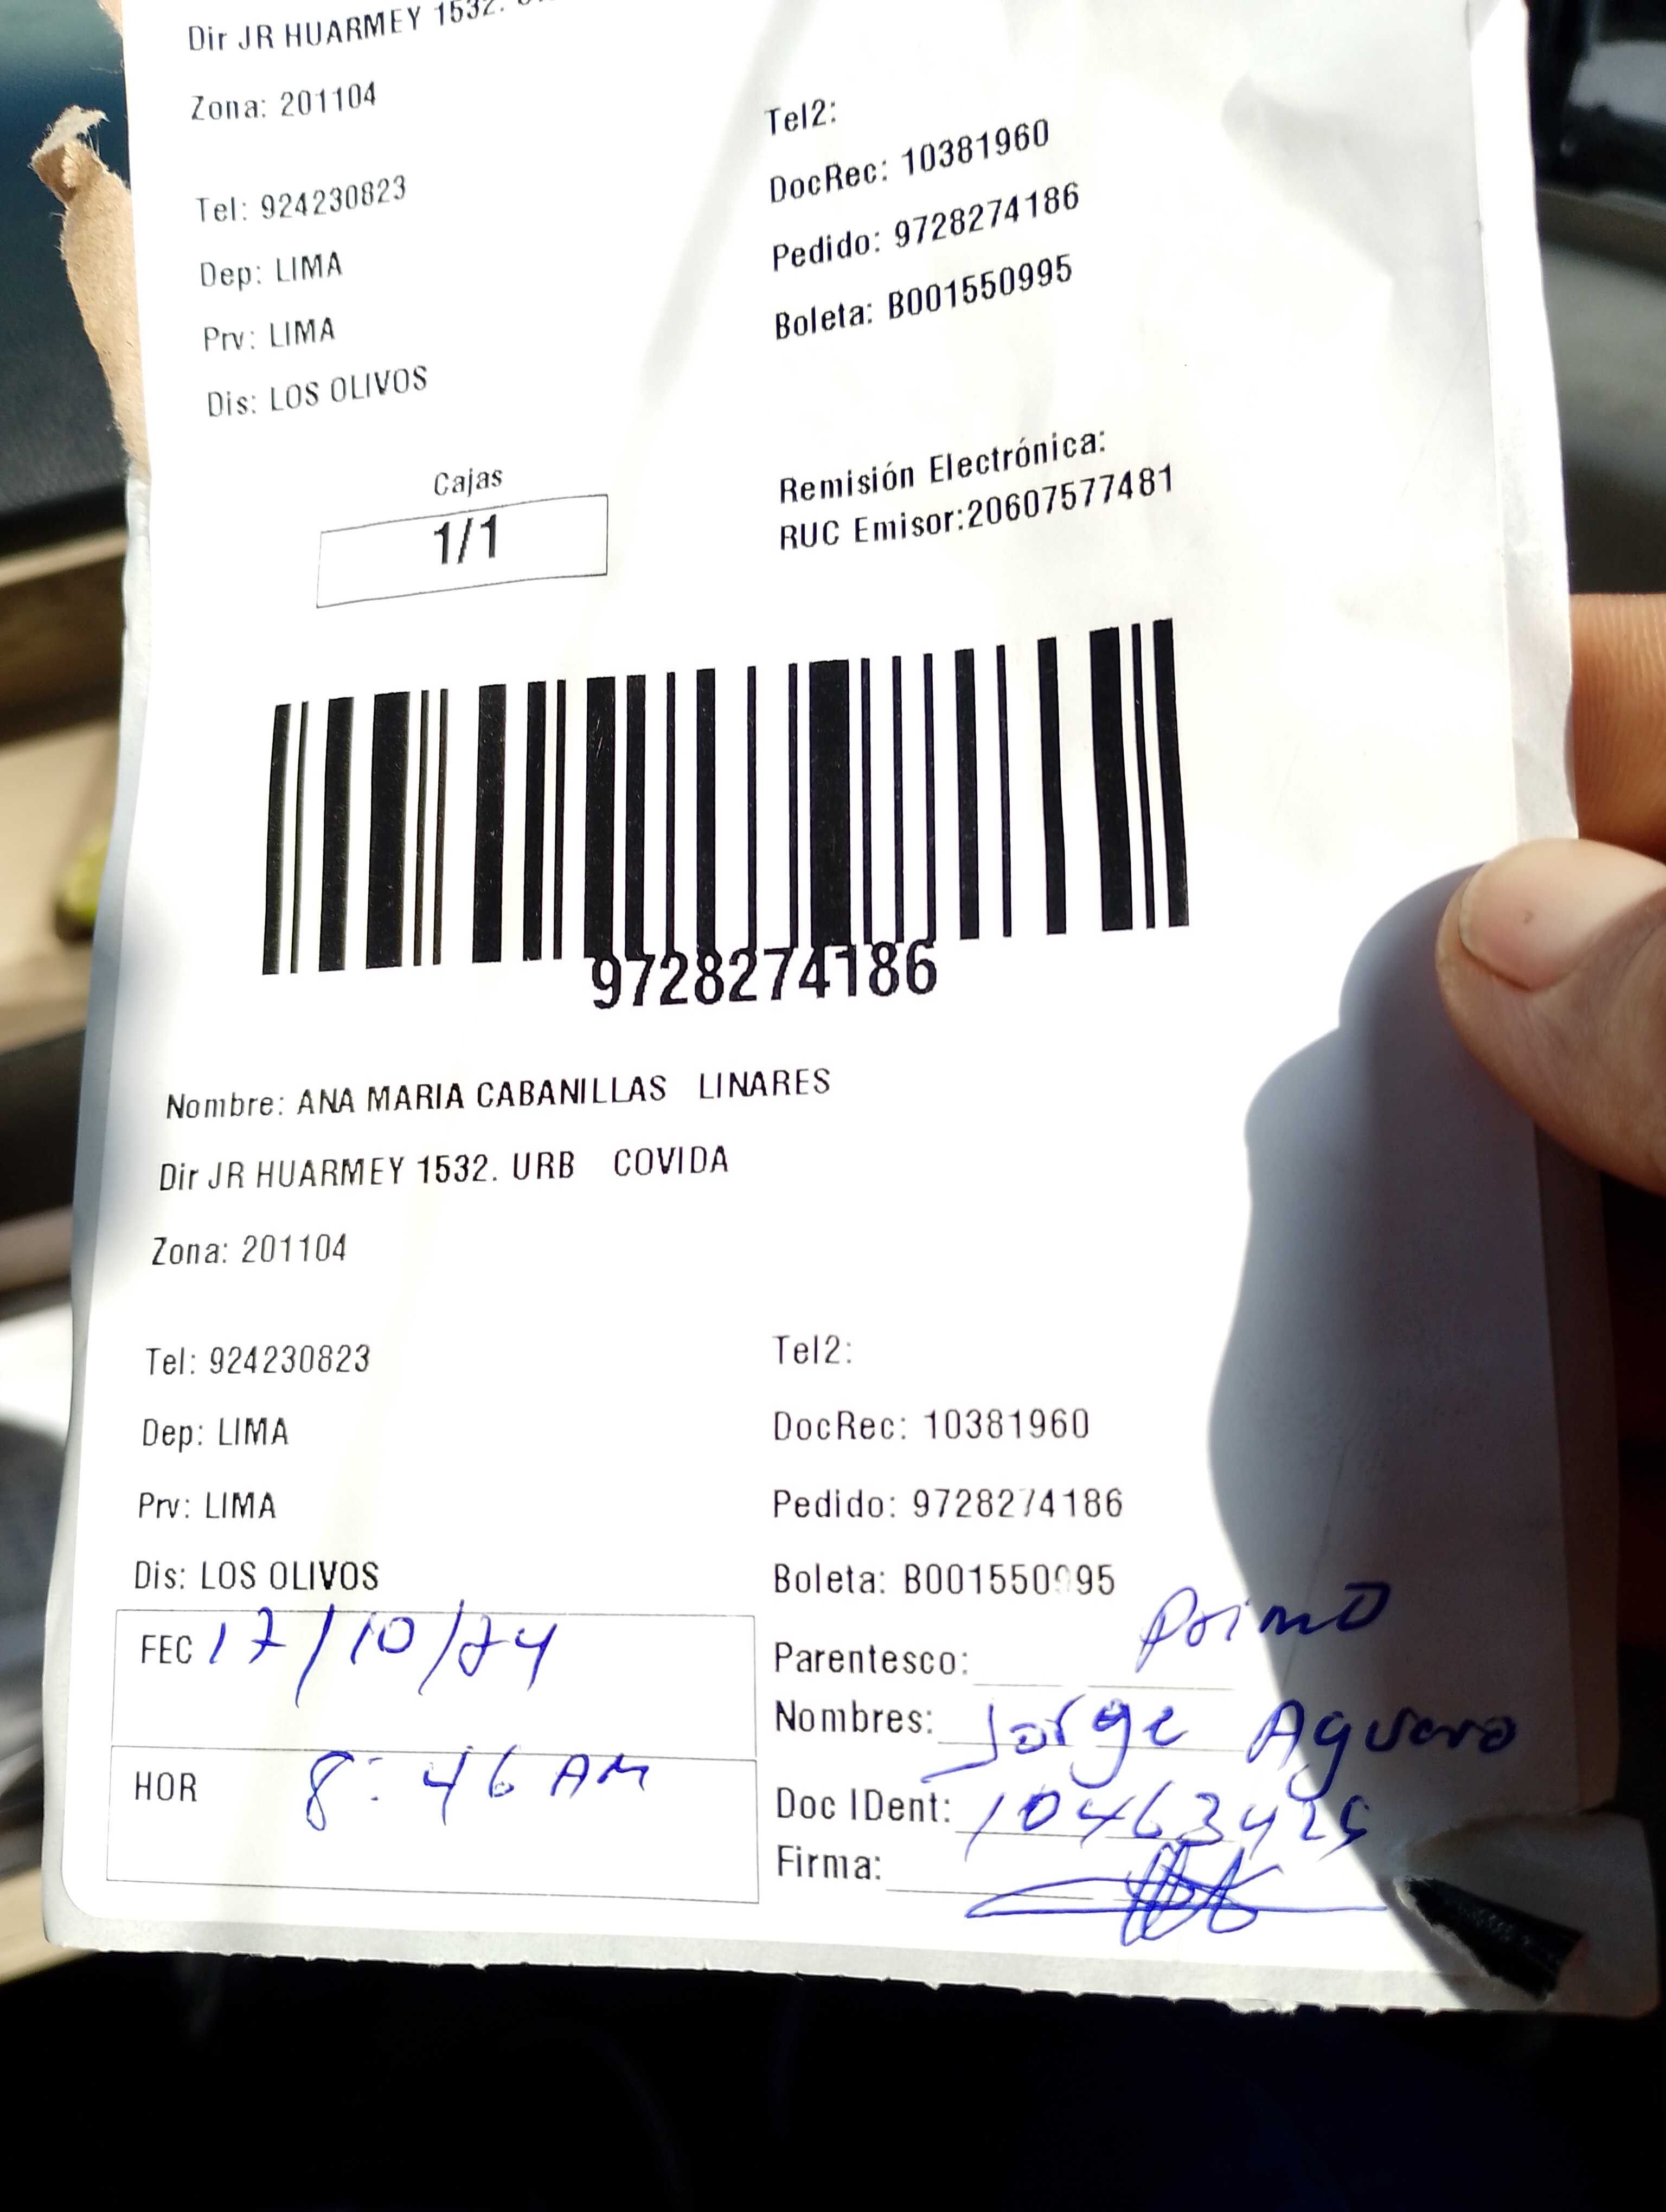 Dir JR HUARMEY 1532.
Zona: 201104
Tel2:
DocRec: 10381960
Tel: 924230823
Pedido: 9728274186
Dep: LIMA
Boleta: B001550995
Prv: LIMA
Dis: LOS OLIVOS
Cajas
1/1
Remisión Electrónica:
RUC Emisor:20607577481
9728274186
Nombre: ANA MARIA CABANILLAS LINARES
Dir JR HUARMEY 1532. URB COVIDA
Zona: 201104
Tel: 924230823
Tel2:
Dep: LIMA
DocRec: 10381960
Prv: LIMA
Pedido: 9728274186
Dis: LOS OLIVOS
Boleta: B001550995
FEC 17/10/24
Parentesco: Primo
Nombres: Jorge Aguero
HOR 8:46 AM
Doc IDent: 10463425
Firma: